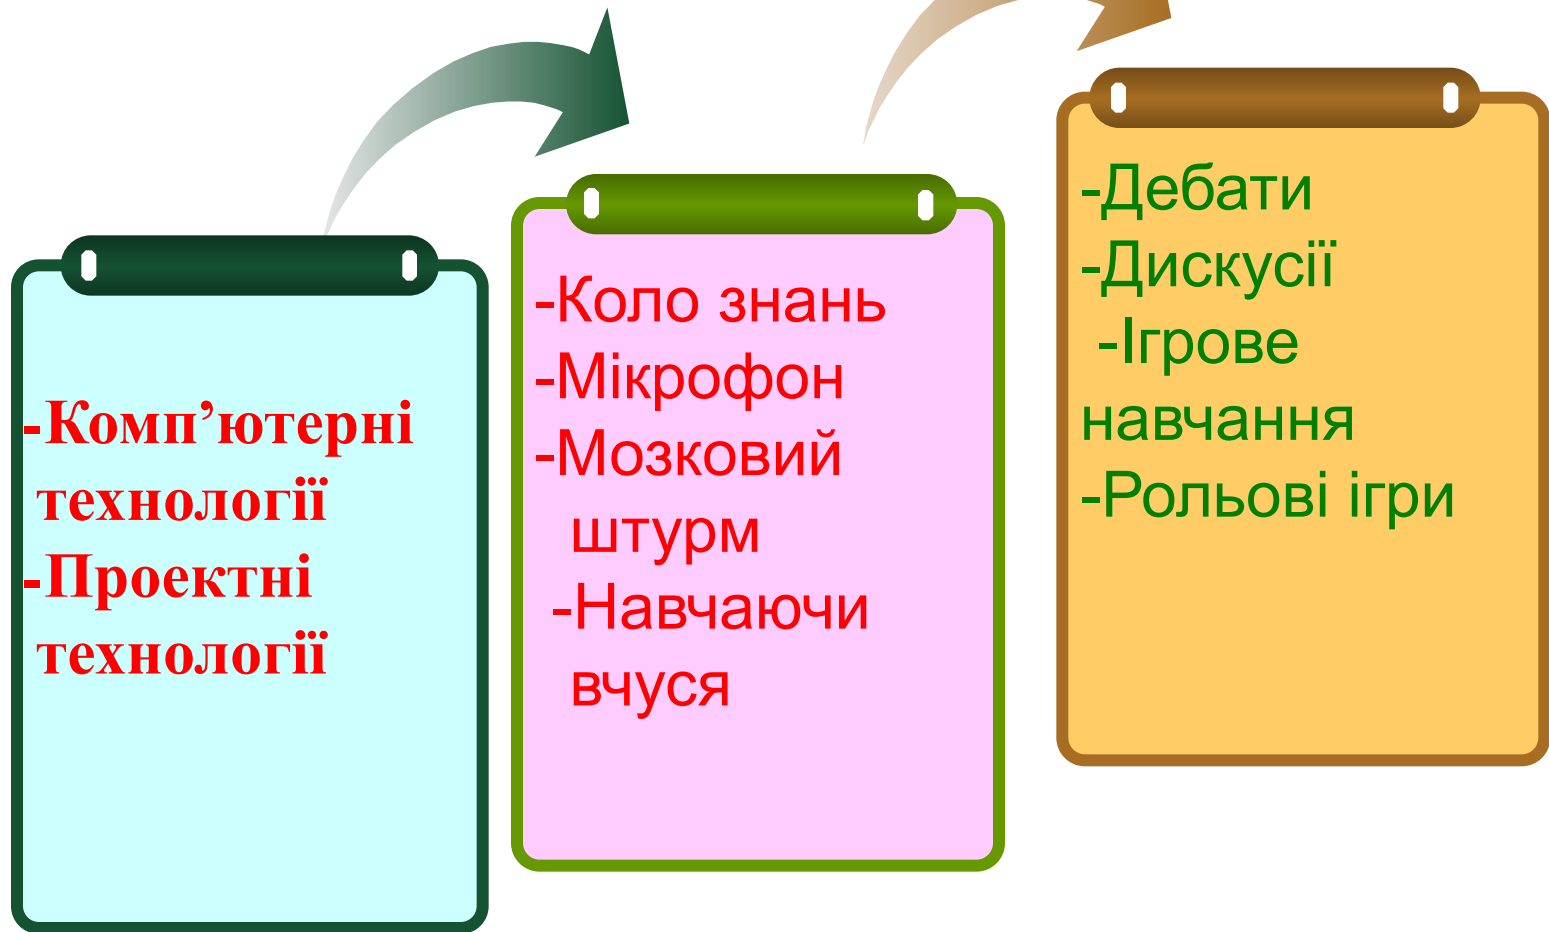 -Комп’ютерні
технології
-Проектні
технології
-Коло знань
-Мікрофон
-Мозковий
штурм
-Навчаючи
вчуся
-Дебати
-Дискусії
-Ігрове
навчання
-Рольові ігри